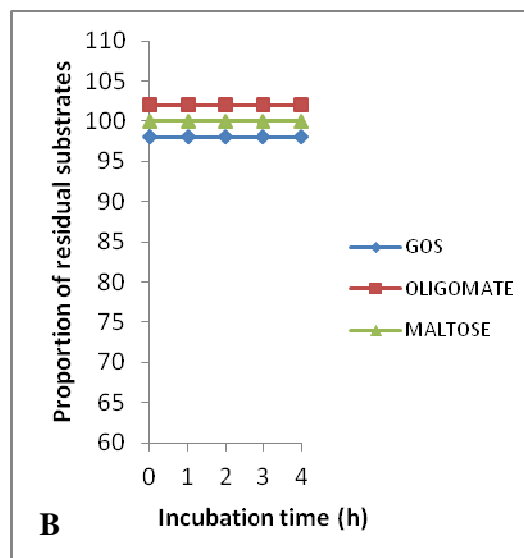 Proportion of residual substrates
110
105
100
95
90
85
80
75
70
65
60
0 1 2 3 4
Incubation time (h)
GOS
OLIGOMATE
MALTOSE
B